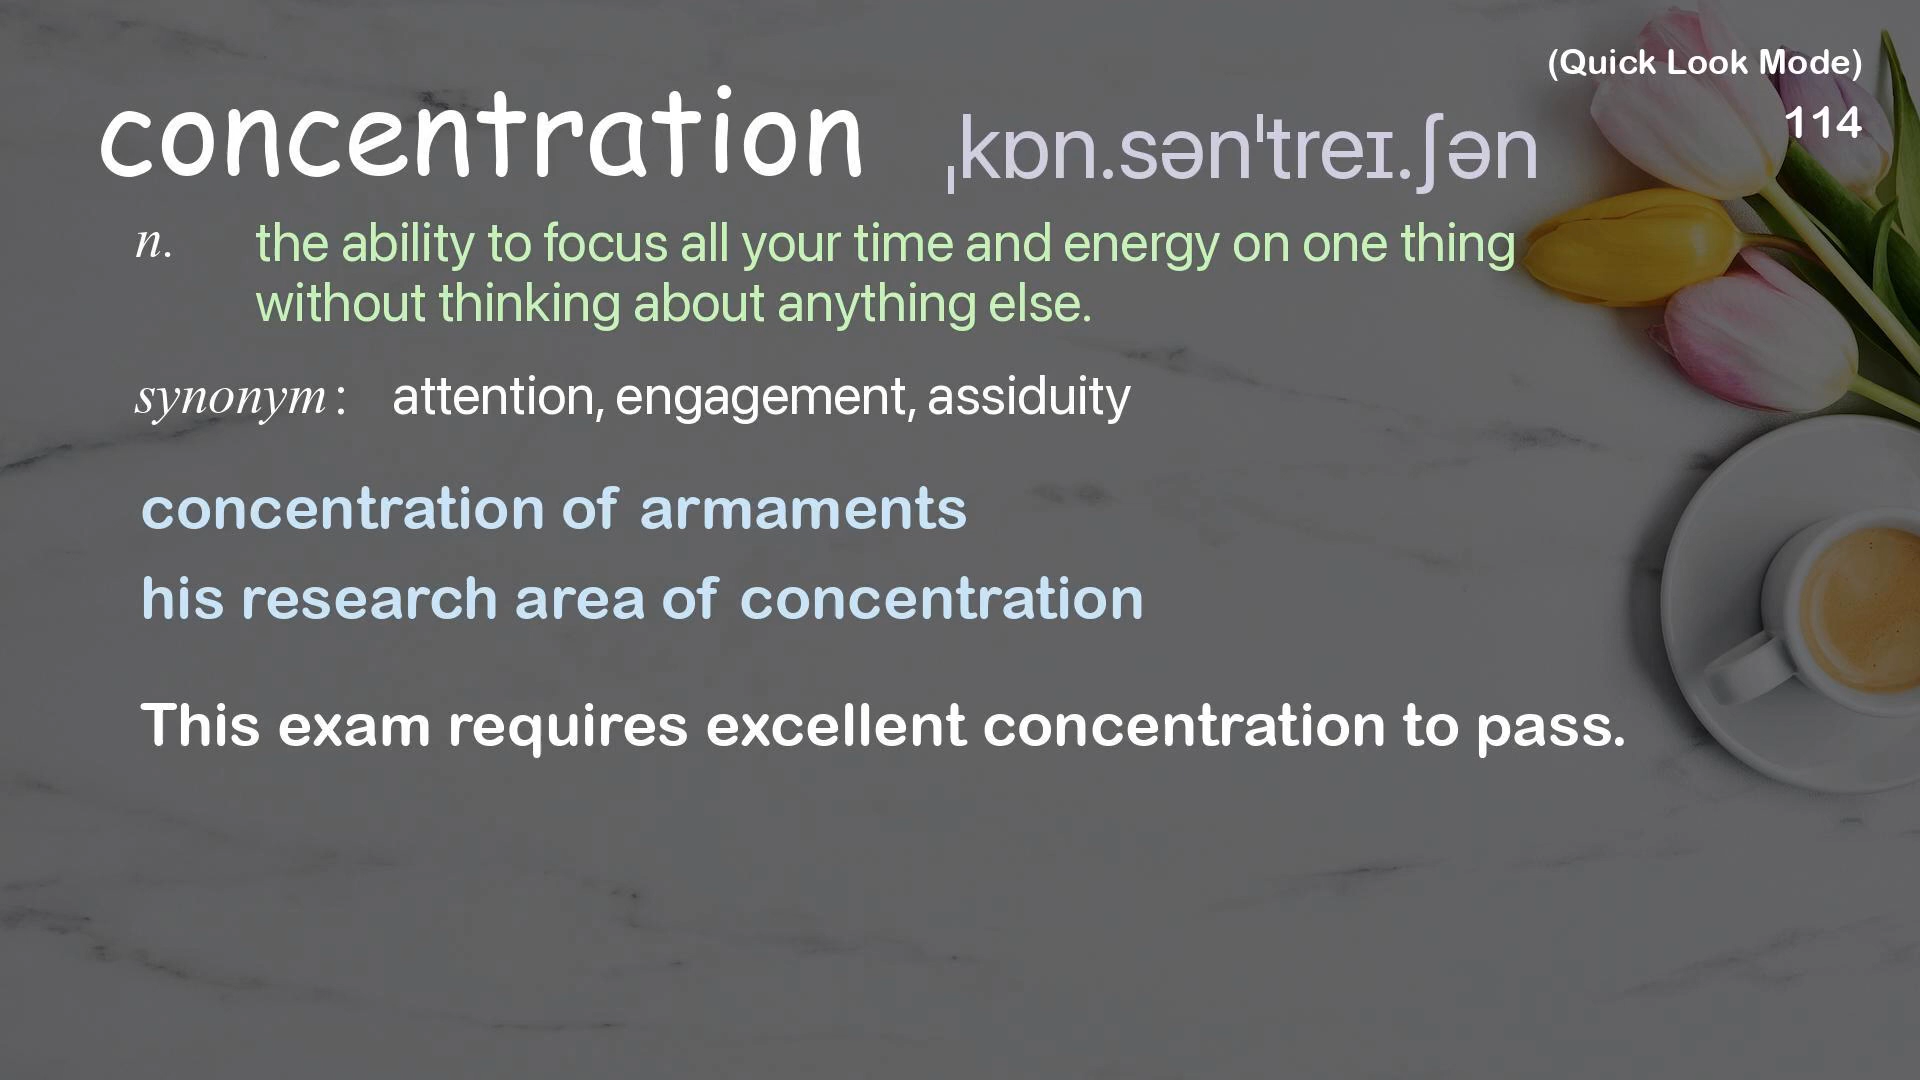 (Quick Look Mode)
114
concentration ˌkɒn.sənˈtreɪ.ʃən
n. the ability to focus all your time and energy on one thing
without thinking about anything else.
synonym: attention, engagement, assiduity
concentration of armaments
his research area of concentration
This exam requires excellent concentration to pass.